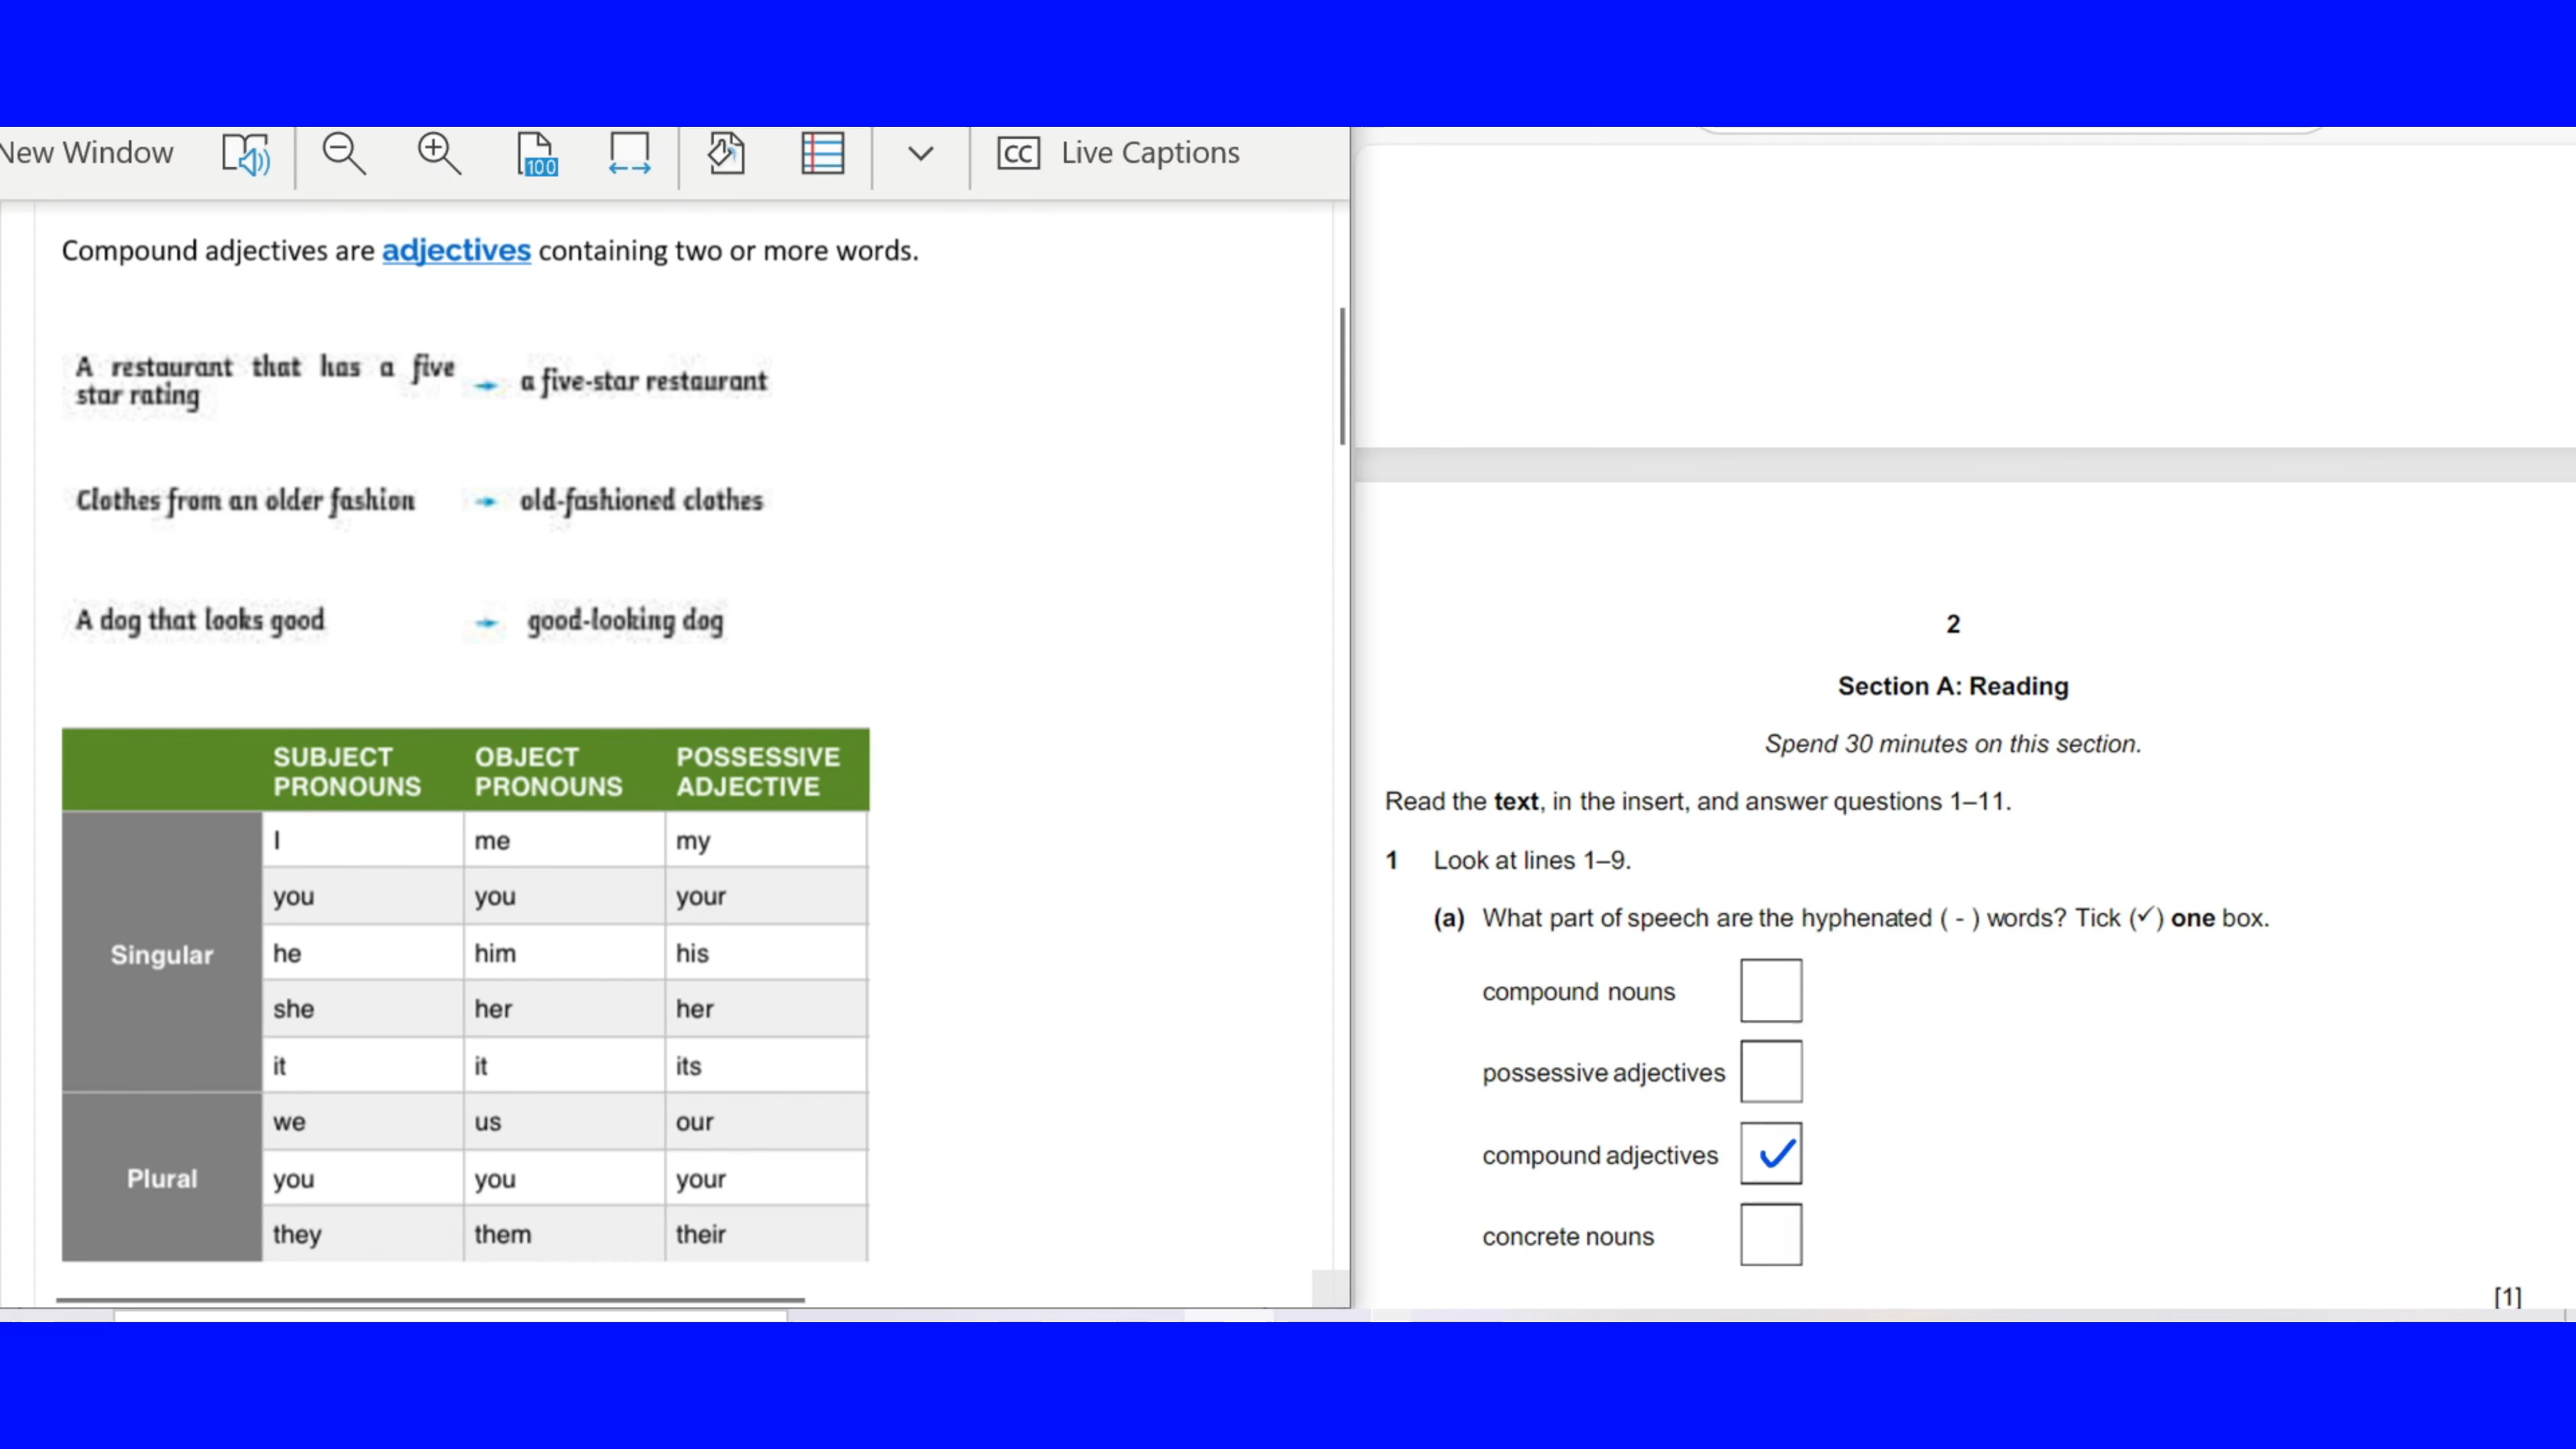 New Window
100
CC Live Captions
Compound adjectives are adjectives containing two or more words.
A restaurant that has a five
star rating
a five-star restaurant
Clothes from an older fashion
old-fashioned clothes
A dog that looks good
good-looking dog
SUBJECT PRONOUNS OBJECT PRONOUNS POSSESSIVE ADJECTIVE
Singular
I me my
you you your
he him his
she her her
it it its
Plural
we us our
you you your
they them their
2
Section A: Reading
Spend 30 minutes on this section.
Read the text, in the insert, and answer questions 1–11.
1 Look at lines 1–9.
(a) What part of speech are the hyphenated ( - ) words? Tick (✓) one box.
compound nouns
possessive adjectives
compound adjectives ✓
concrete nouns
[1]